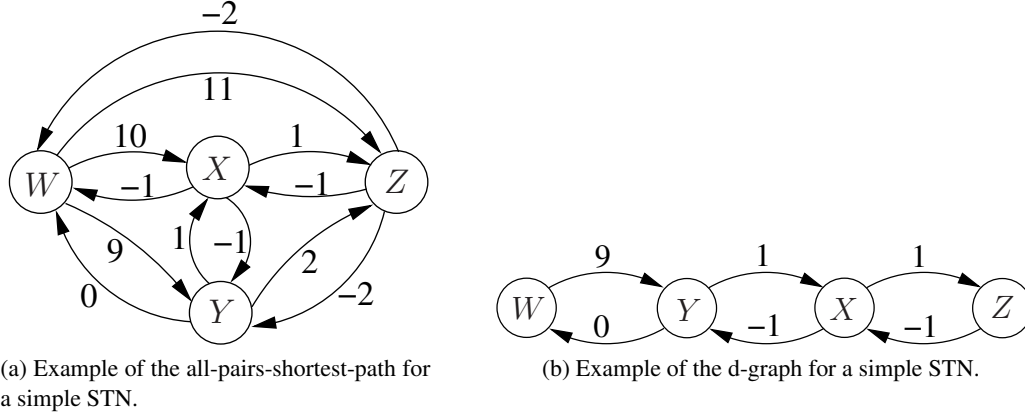 −2
11
10
1
W
X
Z
−1
−1
9
1
−1
2
0
−2
Y
9
1
1
W
Y
X
Z
0
−1
−1
(a) Example of the all-pairs-shortest-path for
a simple STN.
(b) Example of the d-graph for a simple STN.